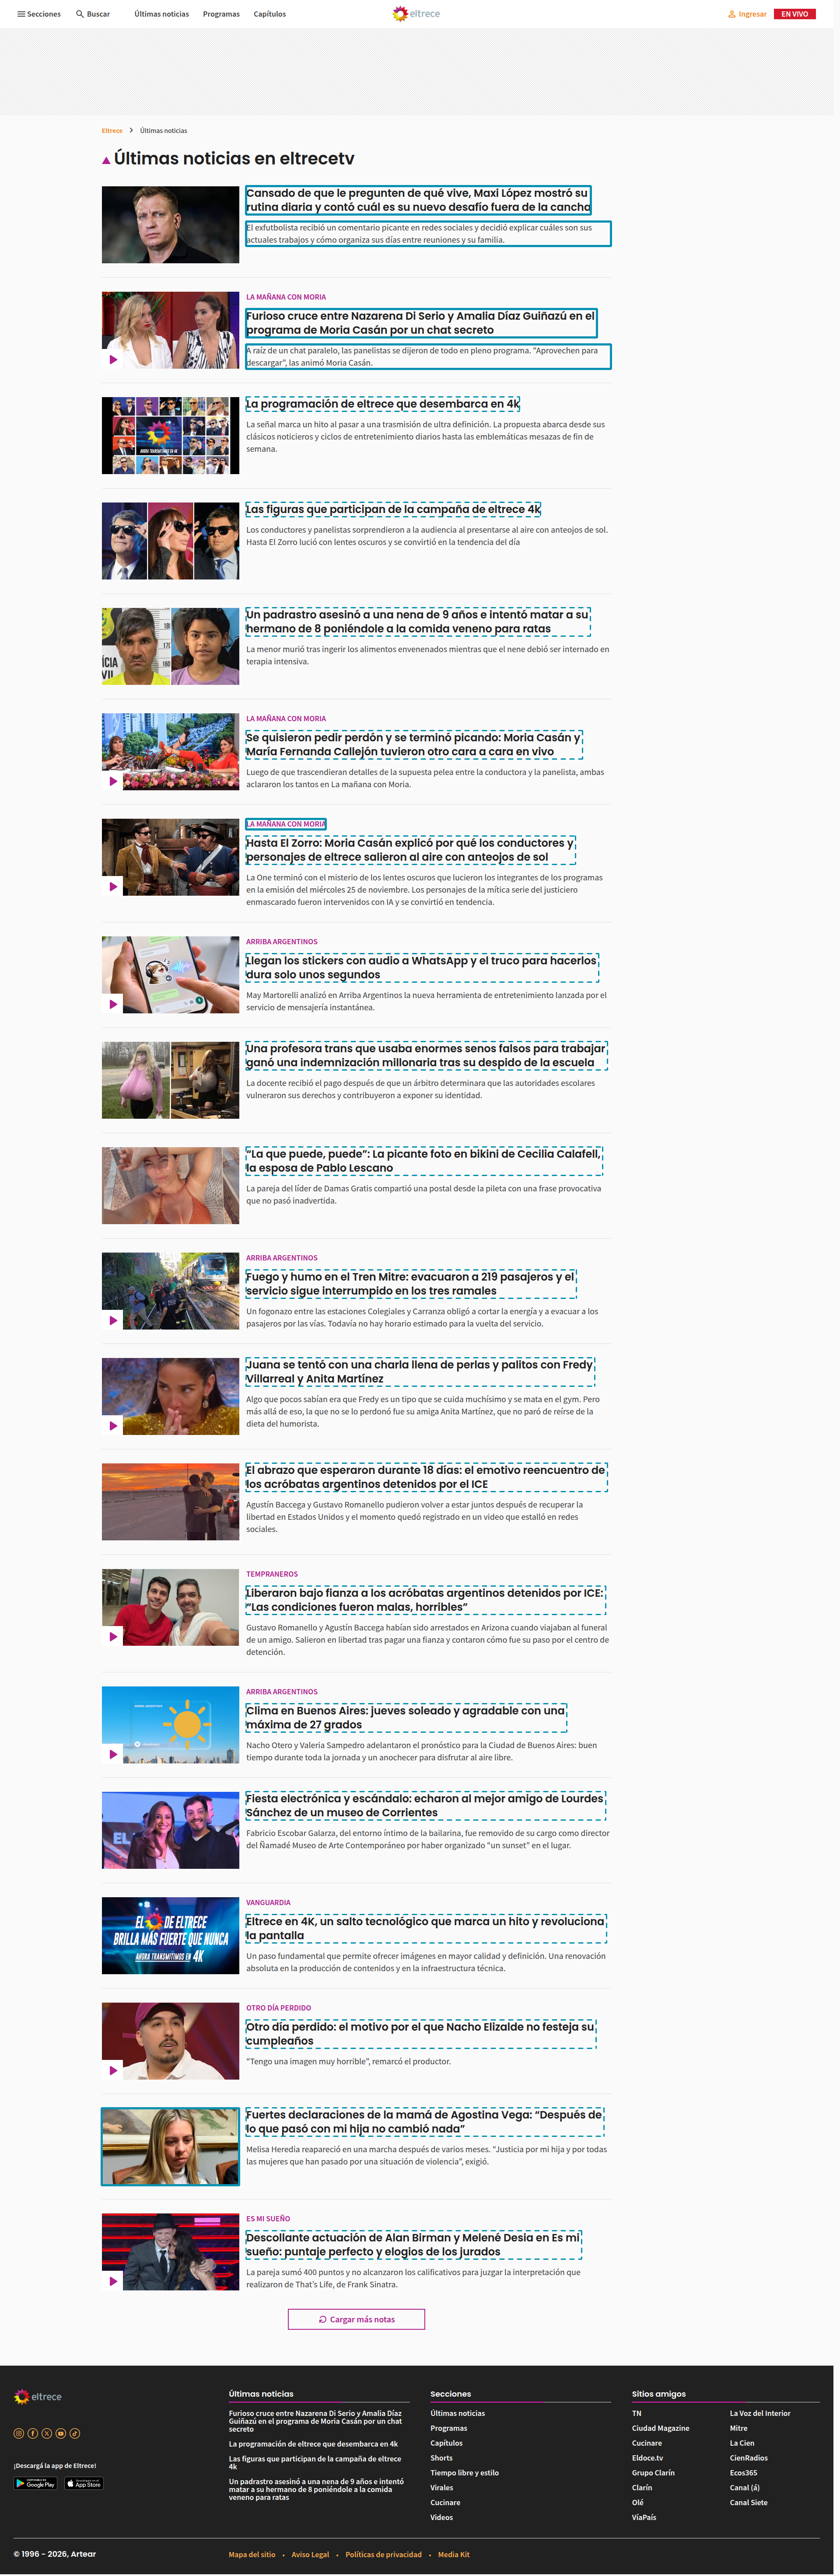 Secciones Buscar Últimas noticias Programas Capítulos eltrece Ingresar EN VIVO
Eltrece > Últimas noticias
Últimas noticias en eltrecetv
Cansado de que le pregunten de qué vive, Maxi López mostró su
rutina diaria y contó cuál es su nuevo desafío fuera de la cancha
El exfutbolista recibió un comentario picante en redes sociales y decidió explicar cuáles son sus
actuales trabajos y cómo organiza sus días entre reuniones y su familia.
LA MAÑANA CON MORIA
Furioso cruce entre Nazarena Di Serio y Amalia Díaz Guiñazú en el
programa de Moria Casán por un chat secreto
A raíz de un chat paralelo, las panelistas se dijeron de todo en pleno programa. “Aprovechen para
descargar”, las animó Moria Casán.
AHORA TRANSMITIMOS EN 4K
La programación de eltrece que desembarca en 4k
La señal marca un hito al pasar a una trasmisión de ultra definición. La propuesta abarca desde sus
clásicos noticieros y ciclos de entretenimiento diarios hasta las emblemáticas mesazas de fin de
semana.
Las figuras que participan de la campaña de eltrece 4k
Los conductores y panelistas sorprendieron a la audiencia al presentarse al aire con anteojos de sol.
Hasta El Zorro lució con lentes oscuros y se convirtió en la tendencia del día
Un padrastro asesinó a una nena de 9 años e intentó matar a su
hermano de 8 poniéndole a la comida veneno para ratas
La menor murió tras ingerir los alimentos envenenados mientras que el nene debió ser internado en
terapia intensiva.
LA MAÑANA CON MORIA
Se quisieron pedir perdón y se terminó picando: Moria Casán y
María Fernanda Callejón tuvieron otro cara a cara en vivo
Luego de que trascendieran detalles de la supuesta pelea entre la conductora y la panelista, ambas
aclararon los tantos en La mañana con Moria.
LA MAÑANA CON MORIA
Hasta El Zorro: Moria Casán explicó por qué los conductores y
personajes de eltrece salieron al aire con anteojos de sol
La One terminó con el misterio de los lentes oscuros que lucieron los integrantes de los programas
en la emisión del miércoles 25 de noviembre. Los personajes de la mítica serie del justiciero
enmascarado fueron intervenidos con IA y se convirtió en tendencia.
ARRIBA ARGENTINOS
Llegan los stickers con audio a WhatsApp y el truco para hacerlos
dura solo unos segundos
May Martorelli analizó en Arriba Argentinos la nueva herramienta de entretenimiento lanzada por el
servicio de mensajería instantánea.
Una profesora trans que usaba enormes senos falsos para trabajar
ganó una indemnización millonaria tras su despido de la escuela
La docente recibió el pago después de que un árbitro determinara que las autoridades escolares
vulneraron sus derechos y contribuyeron a exponer su identidad.
“La que puede, puede”: La picante foto en bikini de Cecilia Calafell,
la esposa de Pablo Lescano
La pareja del líder de Damas Gratis compartió una postal desde la pileta con una frase provocativa
que no pasó inadvertida.
ARRIBA ARGENTINOS
Fuego y humo en el Tren Mitre: evacuaron a 219 pasajeros y el
servicio sigue interrumpido en los tres ramales
Un fogonazo entre las estaciones Colegiales y Carranza obligó a cortar la energía y a evacuar a los
pasajeros por las vías. Todavía no hay horario estimado para la vuelta del servicio.
Juana se tentó con una charla llena de perlas y palitos con Fredy
Villarreal y Anita Martínez
Algo que pocos sabían era que Fredy es un tipo que se cuida muchísimo y se mata en el gym. Pero
más allá de eso, la que no se lo perdonó fue su amiga Anita Martínez, que no paró de reírse de la
dieta del humorista.
El abrazo que esperaron durante 18 días: el emotivo reencuentro de
los acróbatas argentinos detenidos por el ICE
Agustín Baccega y Gustavo Romanello pudieron volver a estar juntos después de recuperar la
libertad en Estados Unidos y el momento quedó registrado en un video que estalló en redes
sociales.
TEMPRANEROS
Liberaron bajo fianza a los acróbatas argentinos detenidos por ICE:
“Las condiciones fueron malas, horribles”
Gustavo Romanello y Agustín Baccega habían sido arrestados en Arizona cuando viajaban al funeral
de un amigo. Salieron en libertad tras pagar una fianza y contaron cómo fue su paso por el centro de
detención.
ARRIBA ARGENTINOS
Clima en Buenos Aires: jueves soleado y agradable con una
máxima de 27 grados
Nacho Otero y Valeria Sampedro adelantaron el pronóstico para la Ciudad de Buenos Aires: buen
tiempo durante toda la jornada y un anochecer para disfrutar al aire libre.
Fiesta electrónica y escándalo: echaron al mejor amigo de Lourdes
Sánchez de un museo de Corrientes
Fabricio Escobar Galarza, del entorno íntimo de la bailarina, fue removido de su cargo como director
del Ñamadé Museo de Arte Contemporáneo por haber organizado “un sunset” en el lugar.
EL DE ELTRECE
BRILLA MÁS FUERTE QUE NUNCA
AHORA TRANSMITIMOS EN 4K
VANGUARDIA
Eltrece en 4K, un salto tecnológico que marca un hito y revoluciona
la pantalla
Un paso fundamental que permite ofrecer imágenes en mayor calidad y definición. Una renovación
absoluta en la producción de contenidos y en la infraestructura técnica.
OTRO DÍA PERDIDO
Otro día perdido: el motivo por el que Nacho Elizalde no festeja su
cumpleaños
“Tengo una imagen muy horrible”, remarcó el productor.
Fuertes declaraciones de la mamá de Agostina Vega: “Después de
lo que pasó con mi hija no cambió nada”
Melisa Heredia reapareció en una marcha después de varios meses. “Justicia por mi hija y por todas
las mujeres que han pasado por una situación de violencia”, exigió.
ES MI SUEÑO
Descollante actuación de Alan Birman y Melené Desia en Es mi
sueño: puntaje perfecto y elogios de los jurados
La pareja sumó 400 puntos y no alcanzaron los calificativos para juzgar la interpretación que
realizaron de That’s Life, de Frank Sinatra.
Cargar más notas
eltrece
¡Descargá la app de Eltrece!
Google Play App Store
Últimas noticias
Furioso cruce entre Nazarena Di Serio y Amalia Díaz
Guiñazú en el programa de Moria Casán por un chat
secreto
La programación de eltrece que desembarca en 4k
Las figuras que participan de la campaña de eltrece
4k
Un padrastro asesinó a una nena de 9 años e intentó
matar a su hermano de 8 poniéndole a la comida
veneno para ratas
Secciones
Últimas noticias
Programas
Capítulos
Shorts
Tiempo libre y estilo
Virales
Cucinare
Videos
Sitios amigos
TN
Ciudad Magazine
Cucinare
Eldoce.tv
Grupo Clarín
Clarín
Olé
VíaPaís
La Voz del Interior
Mitre
La Cien
CienRadios
Ecos365
Canal (á)
Canal Siete
© 1996 - 2026, Artear
Mapa del sitio • Aviso Legal • Políticas de privacidad • Media Kit